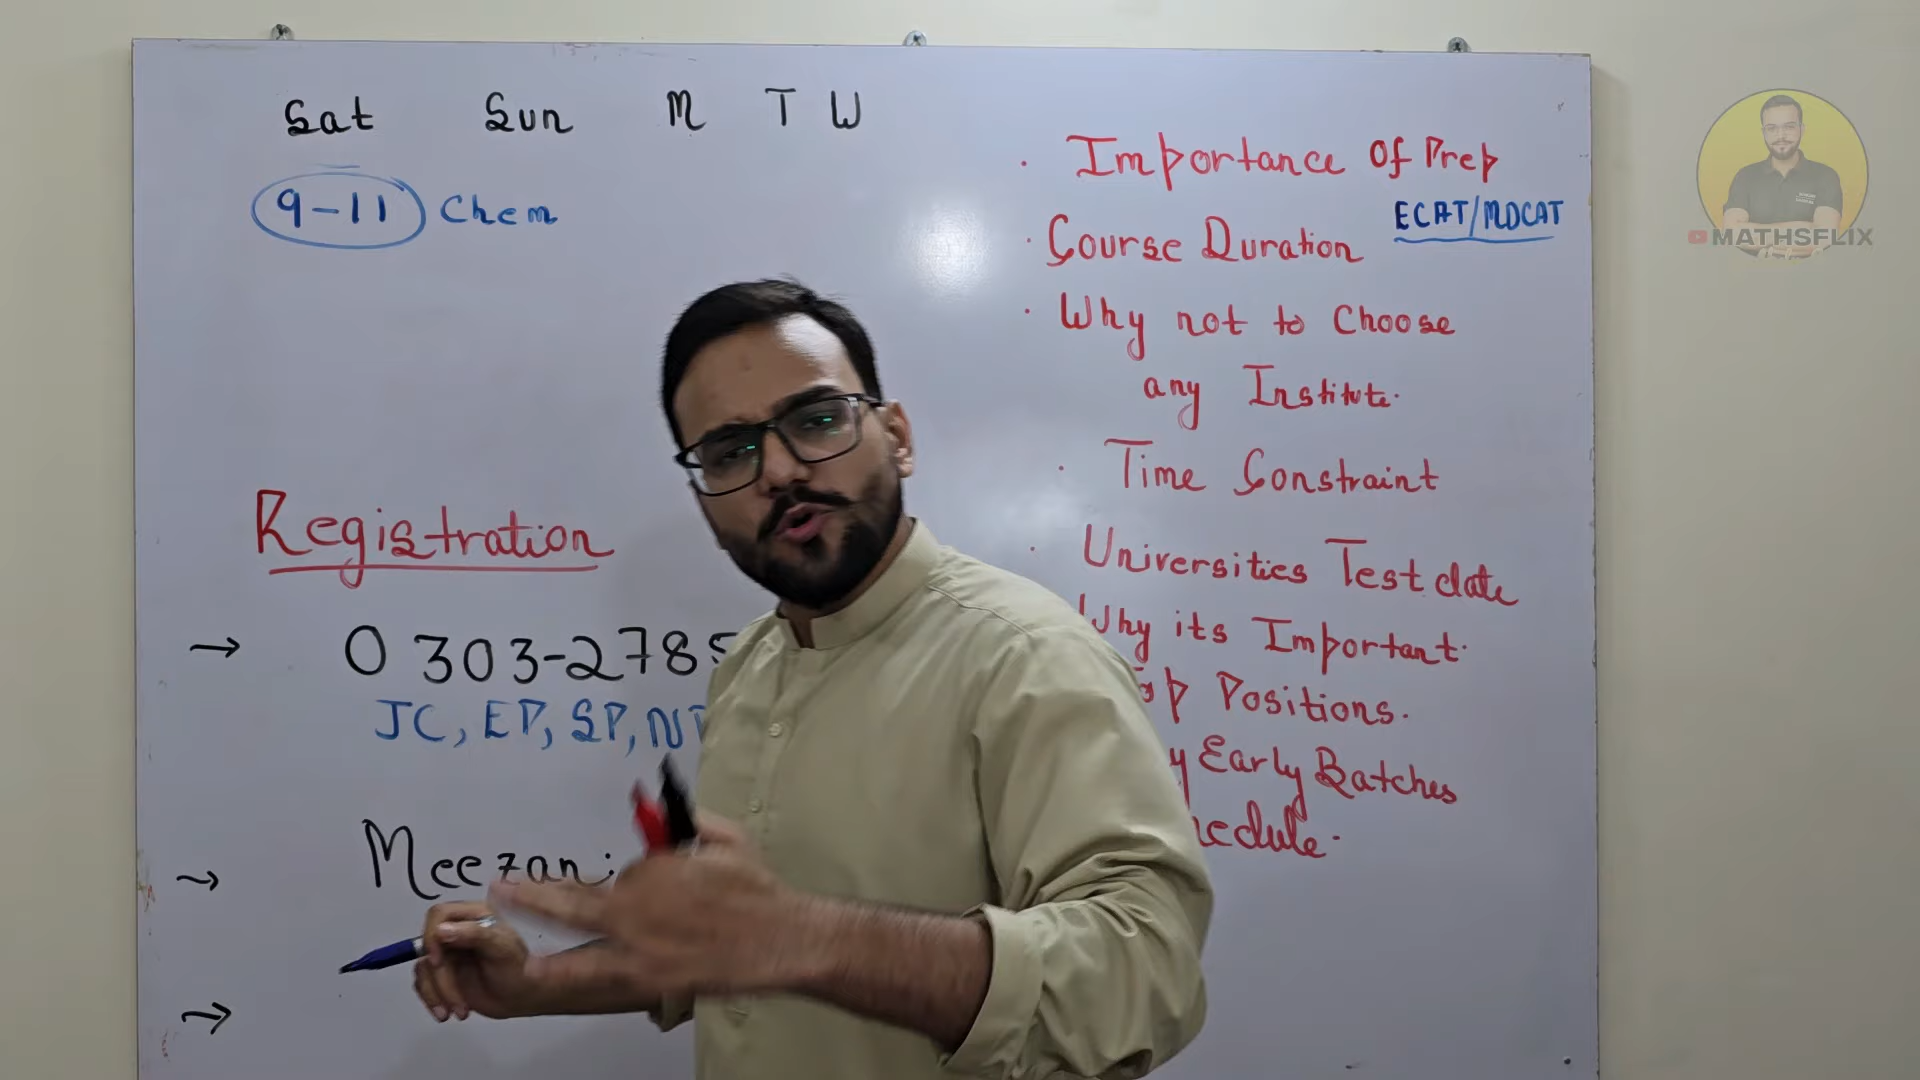 Sat Sun M T W
9-11 Chem
Registration
→ 0303-2785
JC, EP, SP, N
→ Meezan:
→
· Importance Of Prep
ECAT/MDCAT
· Course Duration
· Why not to Choose
any Institute.
· Time Constraint
· Universities Test date
Why its Important.
Top Positions.
Early Batches
MATHSFLIX